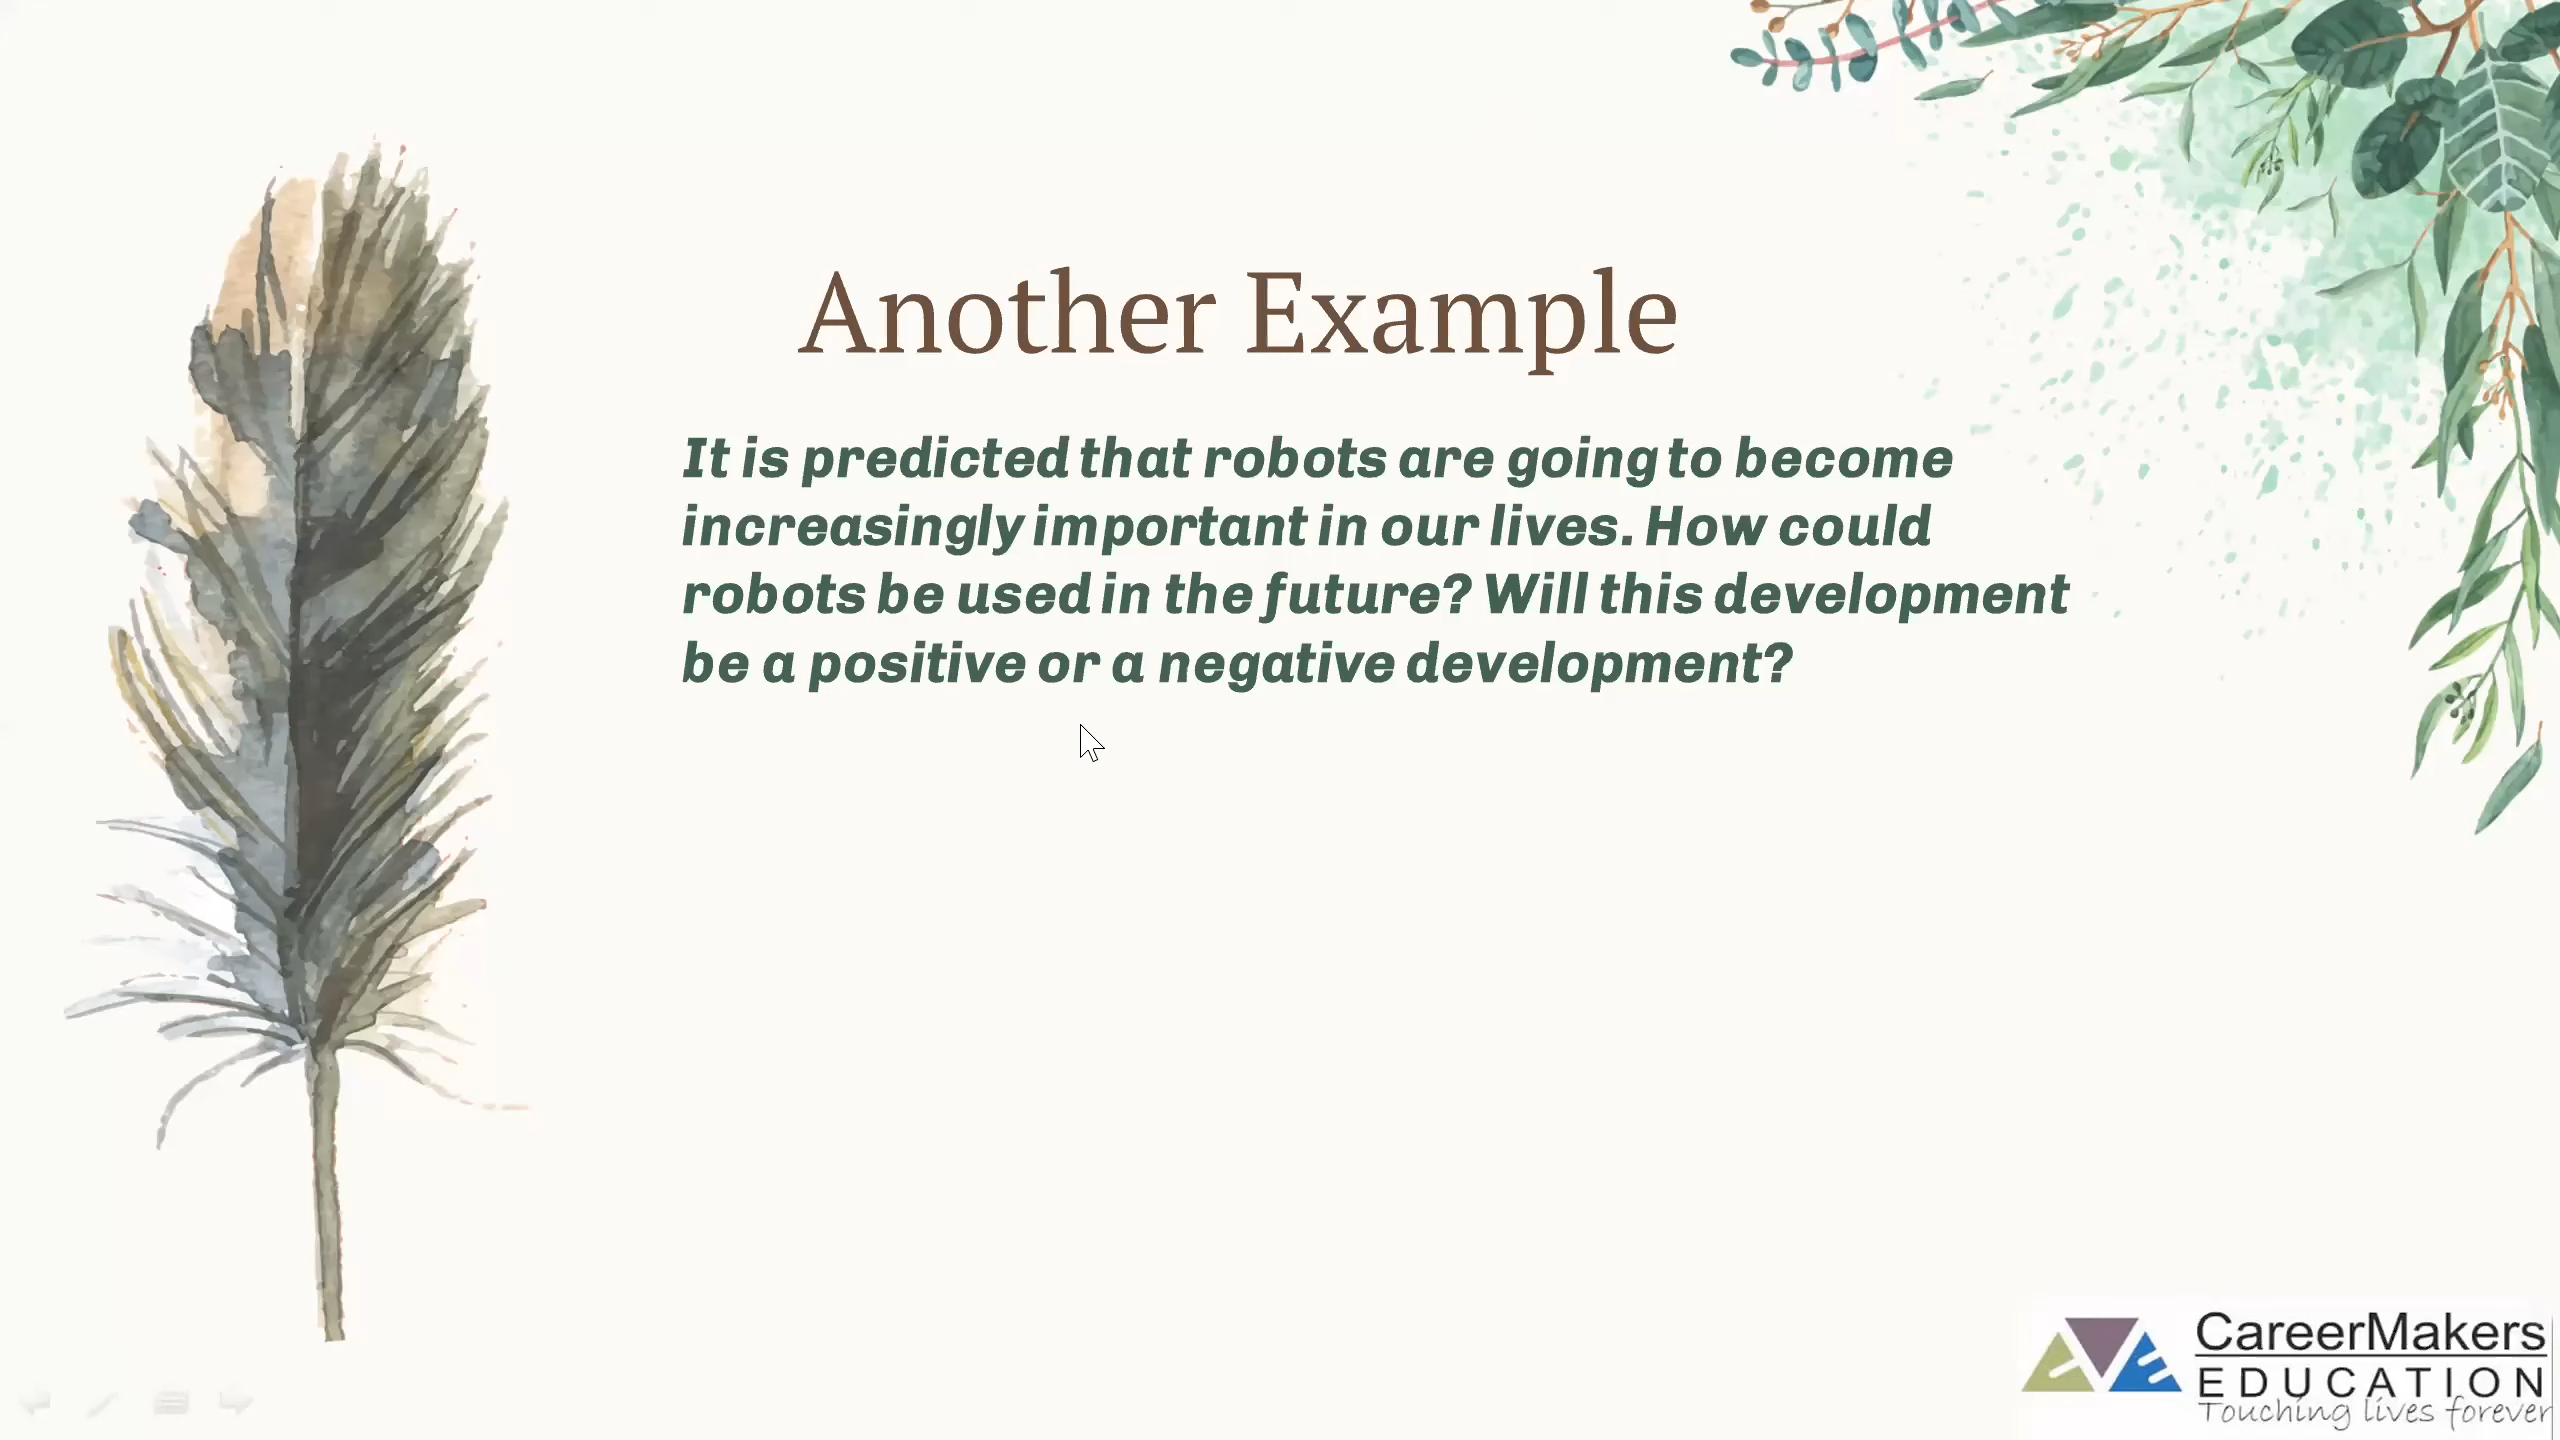 Another Example
It is predicted that robots are going to become
increasingly important in our lives. How could
robots be used in the future? Will this development
be a positive or a negative development?
CareerMakers
EDUCATION
Touching lives forever